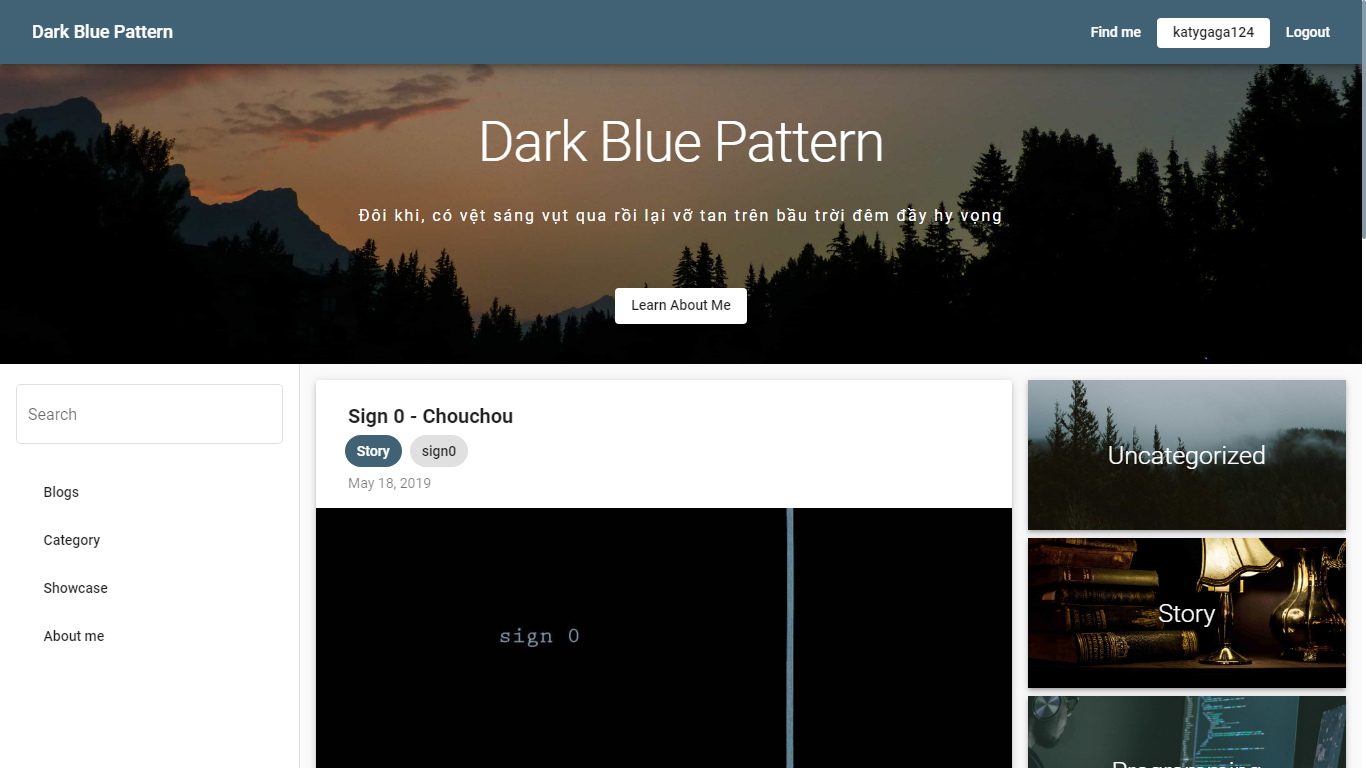 Dark Blue Pattern
Find me
katygaga124
Logout
Dark Blue Pattern
Đôi khi, có vệt sáng vụt qua rồi lại vỡ tan trên bầu trời đêm đầy hy vọng
Learn About Me
Search
Blogs
Category
Showcase
About me
Sign 0 - Chouchou
Story
sign0
May 18, 2019
sign 0
Uncategorized
Story
Programming